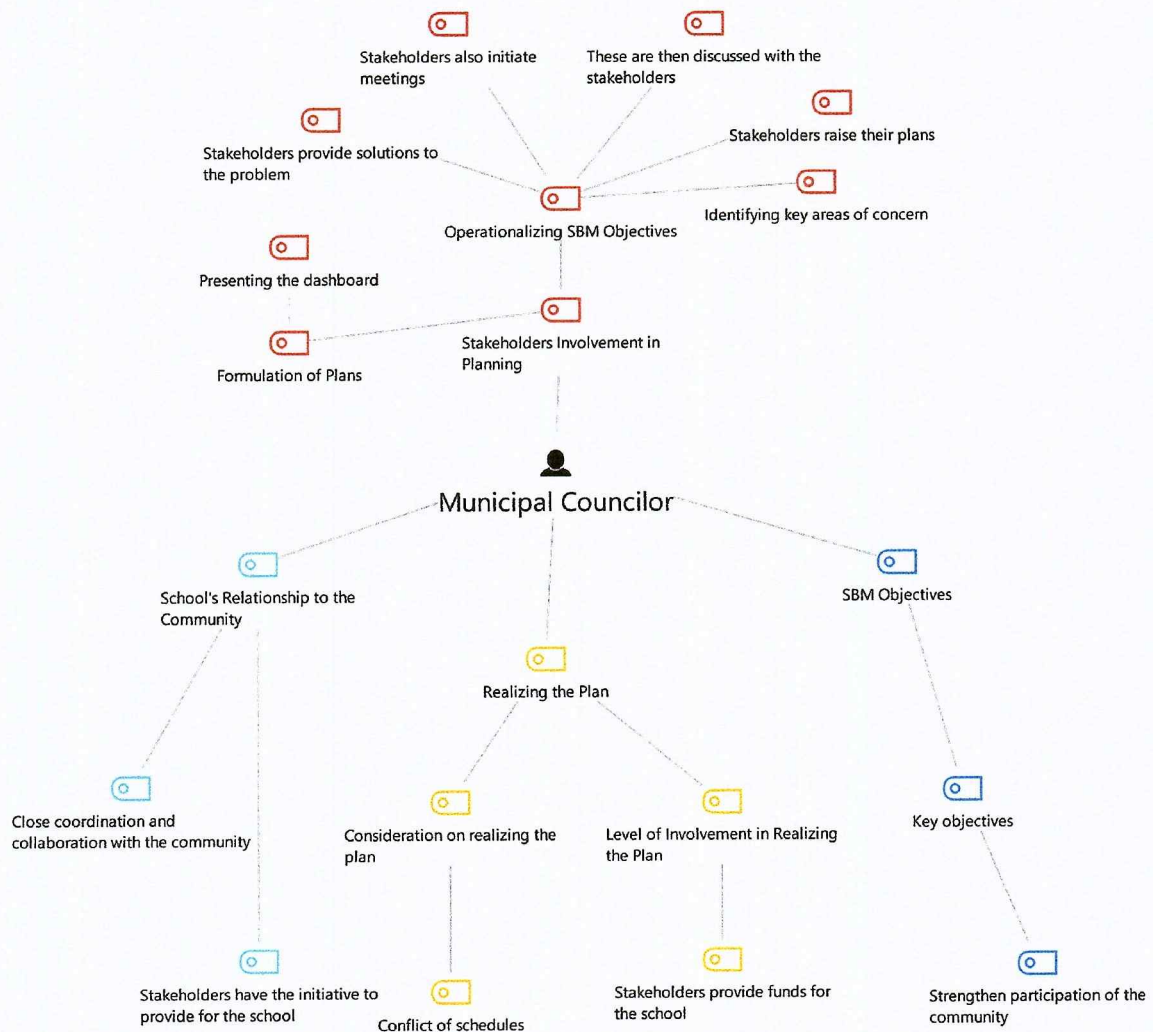 Stakeholders also initiate
meetings
These are then discussed with the
stakeholders
Stakeholders raise their plans
Stakeholders provide solutions to
the problem
Identifying key areas of concern
Operationalizing SBM Objectives
Presenting the dashboard
Stakeholders Involvement in
Planning
Formulation of Plans
Municipal Councilor
School's Relationship to the
Community
SBM Objectives
Realizing the Plan
Close coordination and
collaboration with the community
Consideration on realizing the
plan
Level of Involvement in Realizing
the Plan
Key objectives
Stakeholders have the initiative to
provide for the school
Conflict of schedules
Stakeholders provide funds for
the school
Strengthen participation of the
community